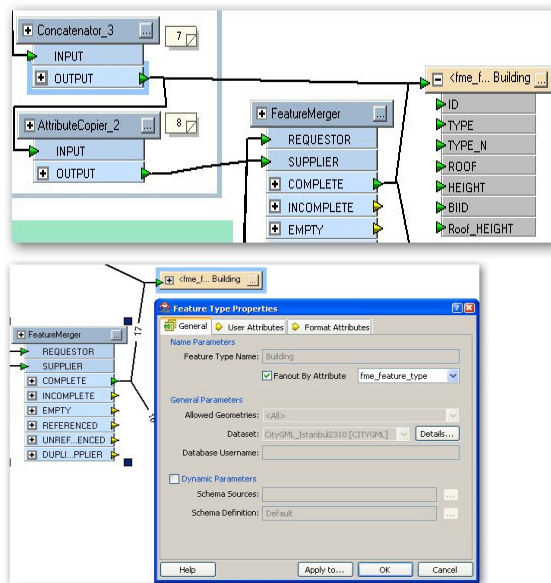 Concatenator_3 ...
INPUT
OUTPUT
7
AttributeCopier_2 ...
INPUT
OUTPUT
8
FeatureMerger ...
REQUESTOR
SUPPLIER
COMPLETE
INCOMPLETE
EMPTY
<fme_f... Building ...
ID
TYPE
TYPE_N
ROOF
HEIGHT
BIID
Roof_HEIGHT
<fme_f... Building ...
17
FeatureMerger ...
REQUESTOR
SUPPLIER
COMPLETE
INCOMPLETE
EMPTY
REFERENCED
UNREF...ENCED
DUPLI...PPLIER
Feature Type Properties
General User Attributes Format Attributes
Name Parameters
Feature Type Name: Building
Fanout By Attribute fme_feature_type
General Parameters
Allowed Geometries: <All>
Dataset: CityGML_Istanbul2310 [CITYGML] Details...
Database Username:
Dynamic Parameters
Schema Sources: ...
Schema Definition: Default ...
Help Apply to... OK Cancel